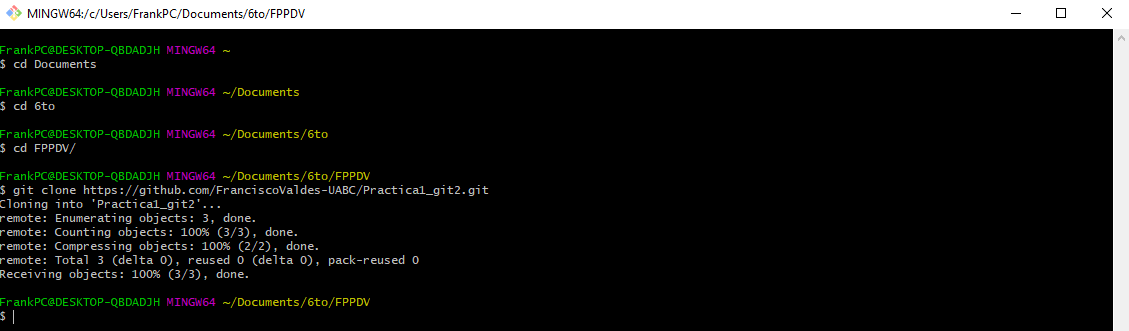 MINGW64:/c/Users/FrankPC/Documents/6to/FPPDV
FrankPC@DESKTOP-QBDADJH MINGW64 ~
$ cd Documents
FrankPC@DESKTOP-QBDADJH MINGW64 ~/Documents
$ cd 6to
FrankPC@DESKTOP-QBDADJH MINGW64 ~/Documents/6to
$ cd FPPDV/
FrankPC@DESKTOP-QBDADJH MINGW64 ~/Documents/6to/FPPDV
$ git clone https://github.com/FranciscoValdes-UABC/Practica1_git2.git
Cloning into 'Practica1_git2'...
remote: Enumerating objects: 3, done.
remote: Counting objects: 100% (3/3), done.
remote: Compressing objects: 100% (2/2), done.
remote: Total 3 (delta 0), reused 0 (delta 0), pack-reused 0
Receiving objects: 100% (3/3), done.
FrankPC@DESKTOP-QBDADJH MINGW64 ~/Documents/6to/FPPDV
$